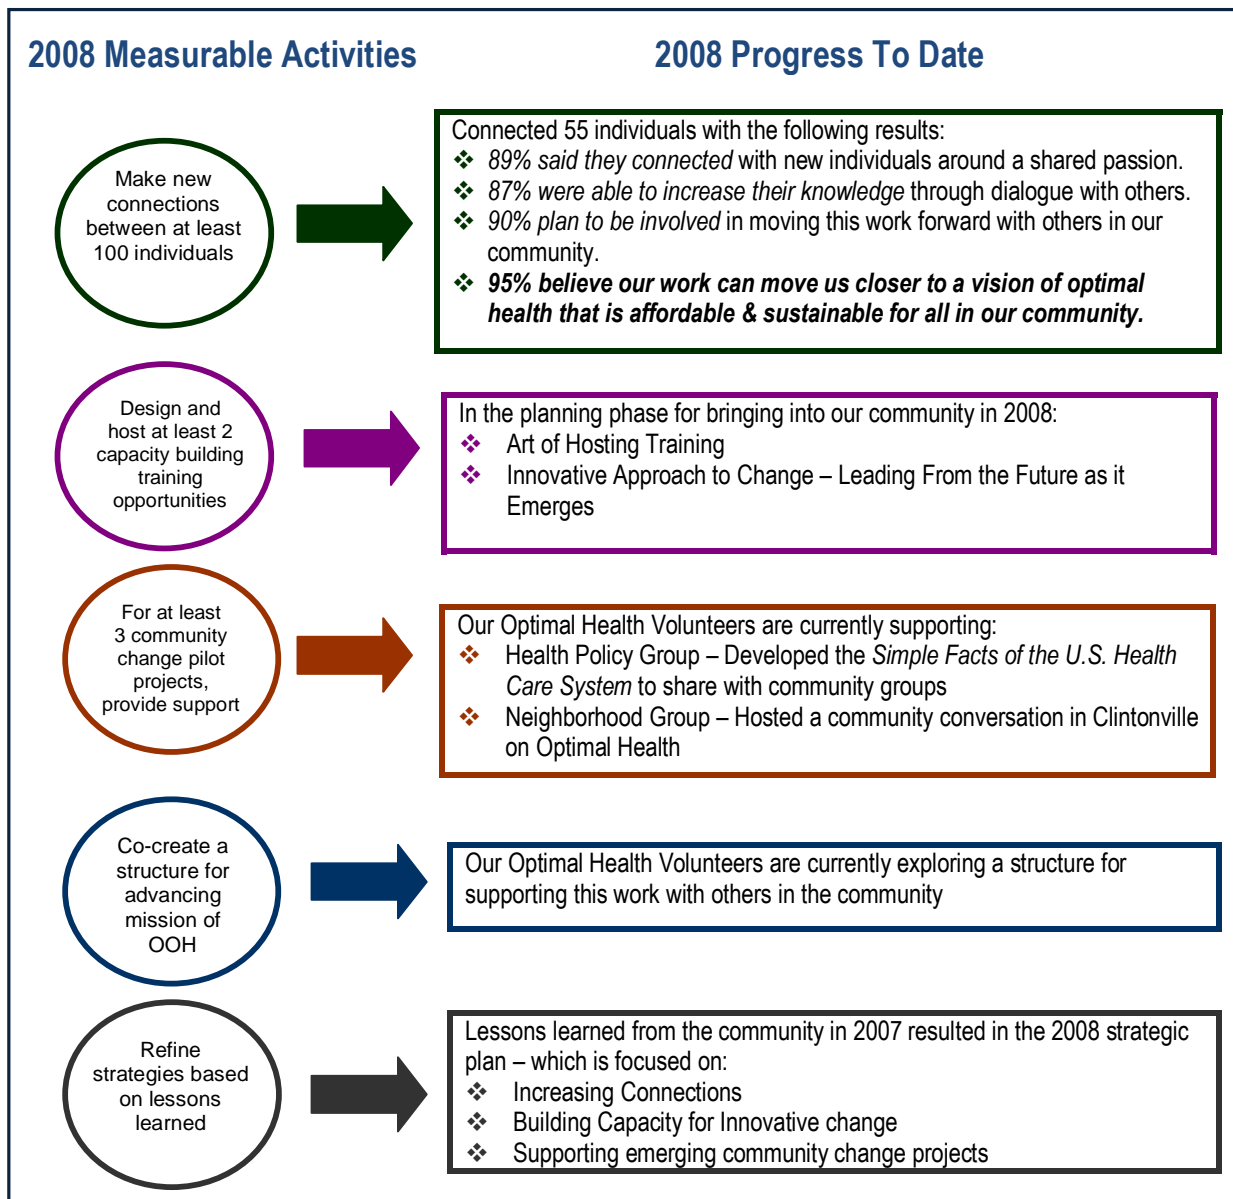 2008 Measurable Activities
2008 Progress To Date
Make new
connections
between at least
100 individuals
Connected 55 individuals with the following results:
❖ 89% said they connected with new individuals around a shared passion.
❖ 87% were able to increase their knowledge through dialogue with others.
❖ 90% plan to be involved in moving this work forward with others in our
community.
❖ 95% believe our work can move us closer to a vision of optimal
health that is affordable & sustainable for all in our community.
Design and
host at least 2
capacity building
training
opportunities
In the planning phase for bringing into our community in 2008:
❖ Art of Hosting Training
❖ Innovative Approach to Change – Leading From the Future as it
Emerges
For at least
3 community
change pilot
projects,
provide support
Our Optimal Health Volunteers are currently supporting:
❖ Health Policy Group – Developed the Simple Facts of the U.S. Health
Care System to share with community groups
❖ Neighborhood Group – Hosted a community conversation in Clintonville
on Optimal Health
Co-create a
structure for
advancing
mission of
OOH
Our Optimal Health Volunteers are currently exploring a structure for
supporting this work with others in the community
Refine
strategies based
on lessons
learned
Lessons learned from the community in 2007 resulted in the 2008 strategic
plan – which is focused on:
❖ Increasing Connections
❖ Building Capacity for Innovative change
❖ Supporting emerging community change projects